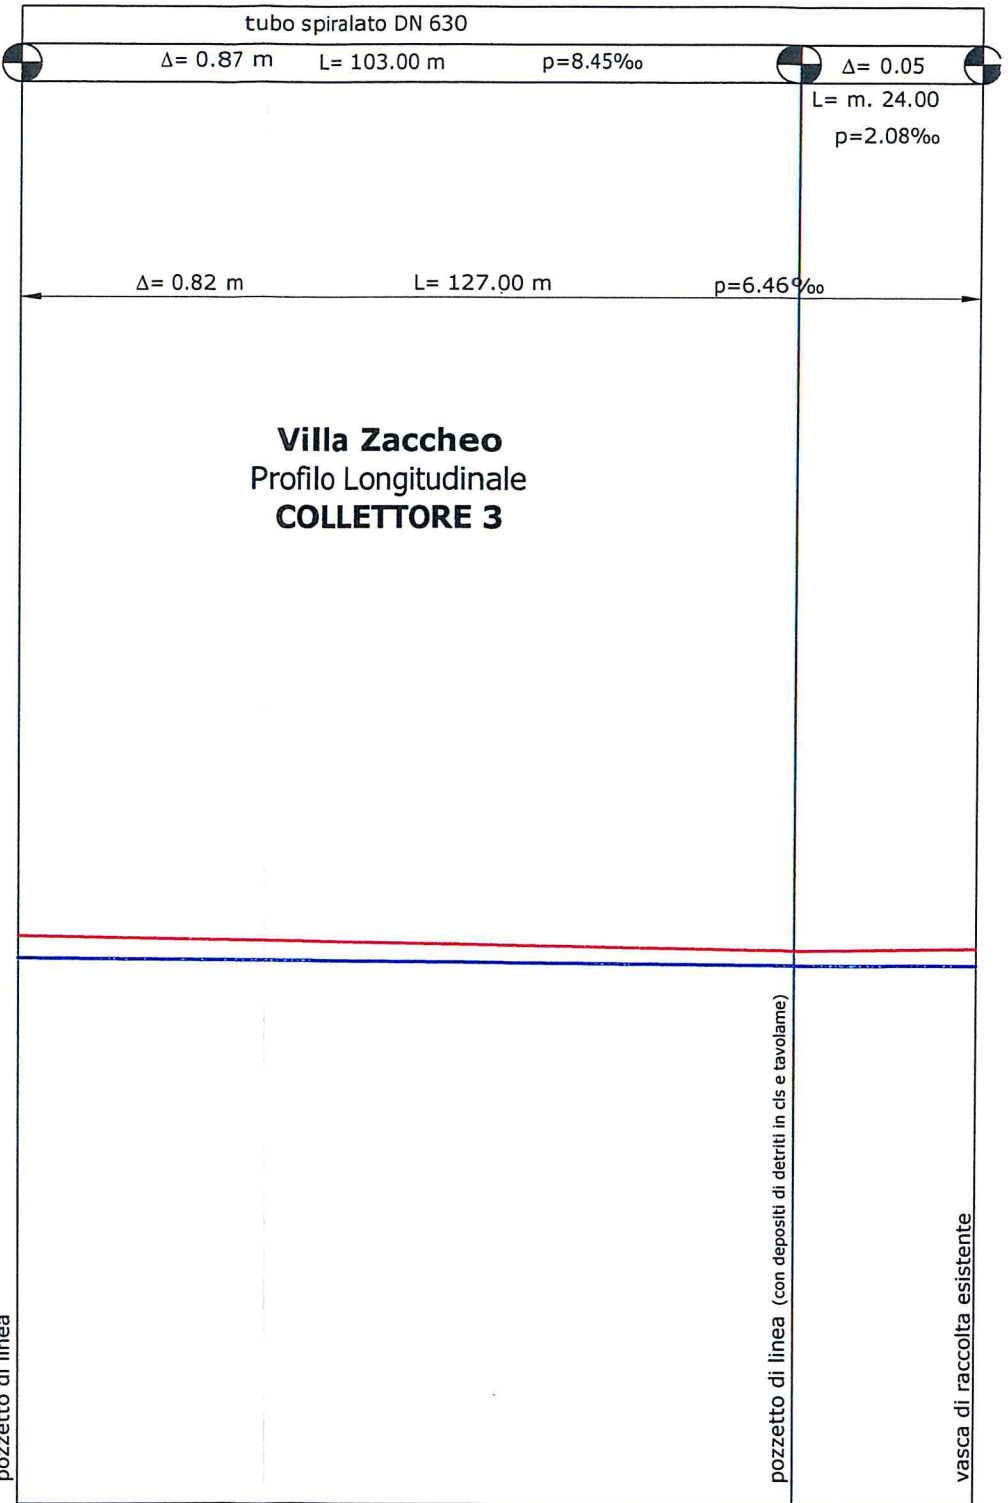 tubo spiralato DN 630
Δ= 0.87 m L= 103.00 m p=8.45‰ Δ= 0.05
L= m. 24.00
p=2.08‰
Δ= 0.82 m L= 127.00 m p=6.46‰
Villa Zaccheo
Profilo Longitudinale
COLLETTORE 3
pozzetto di linea
pozzetto di linea (con depositi di detriti in cls e tavolame)
vasca di raccolta esistente